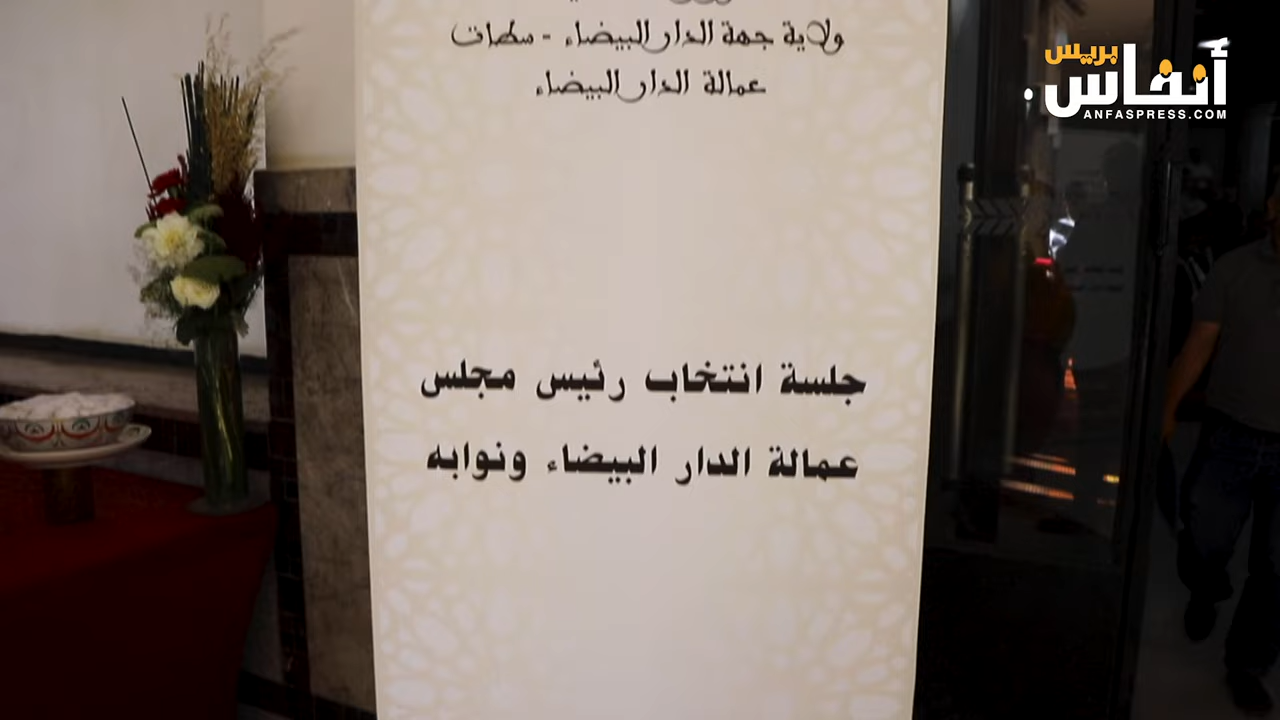 ولاية جهة الدار البيضاء - سطات
عمالة الدار البيضاء
جلسة انتخاب رئيس مجلس
عمالة الدار البيضاء ونوابه
أنفاس بريس
ANFASPRESS.COM